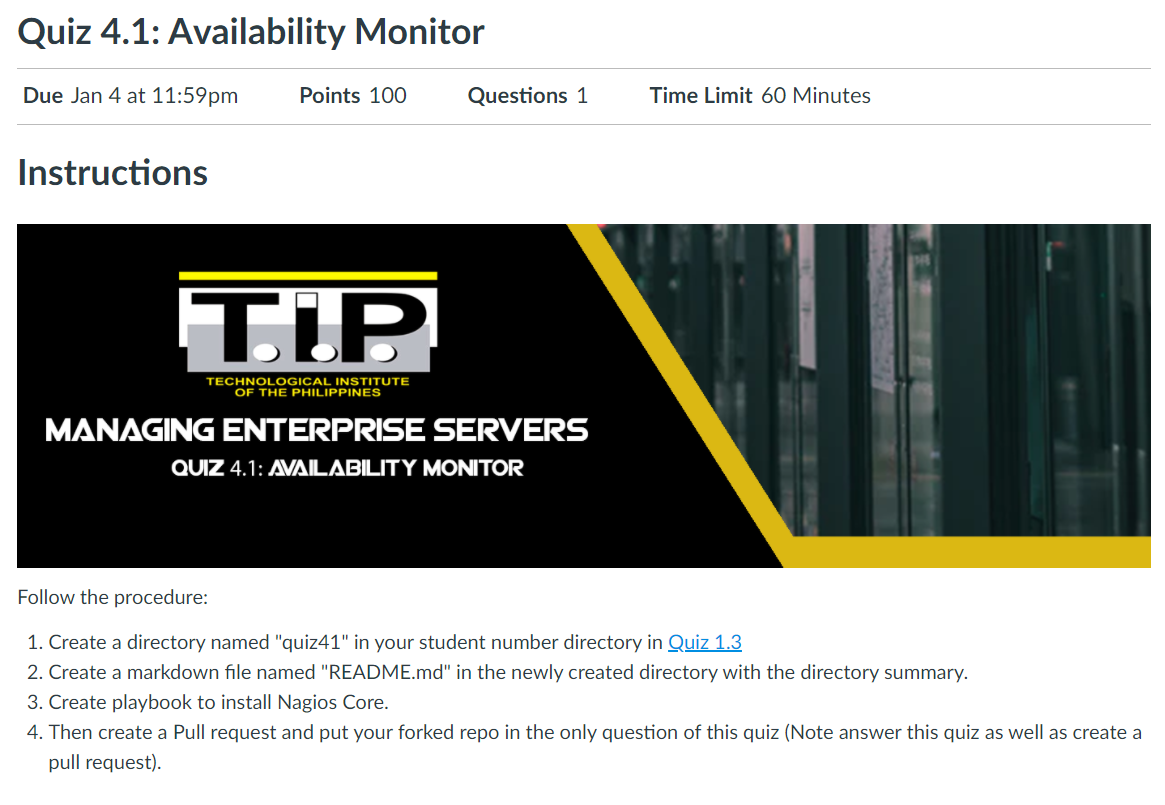 Quiz 4.1: Availability Monitor
Due Jan 4 at 11:59pm Points 100 Questions 1 Time Limit 60 Minutes
Instructions
T.I.P.
TECHNOLOGICAL INSTITUTE
OF THE PHILIPPINES
MANAGING ENTERPRISE SERVERS
QUIZ 4.1: AVAILABILITY MONITOR
Follow the procedure:
1. Create a directory named "quiz41" in your student number directory in Quiz 1.3
2. Create a markdown file named "README.md" in the newly created directory with the directory summary.
3. Create playbook to install Nagios Core.
4. Then create a Pull request and put your forked repo in the only question of this quiz (Note answer this quiz as well as create a
pull request).